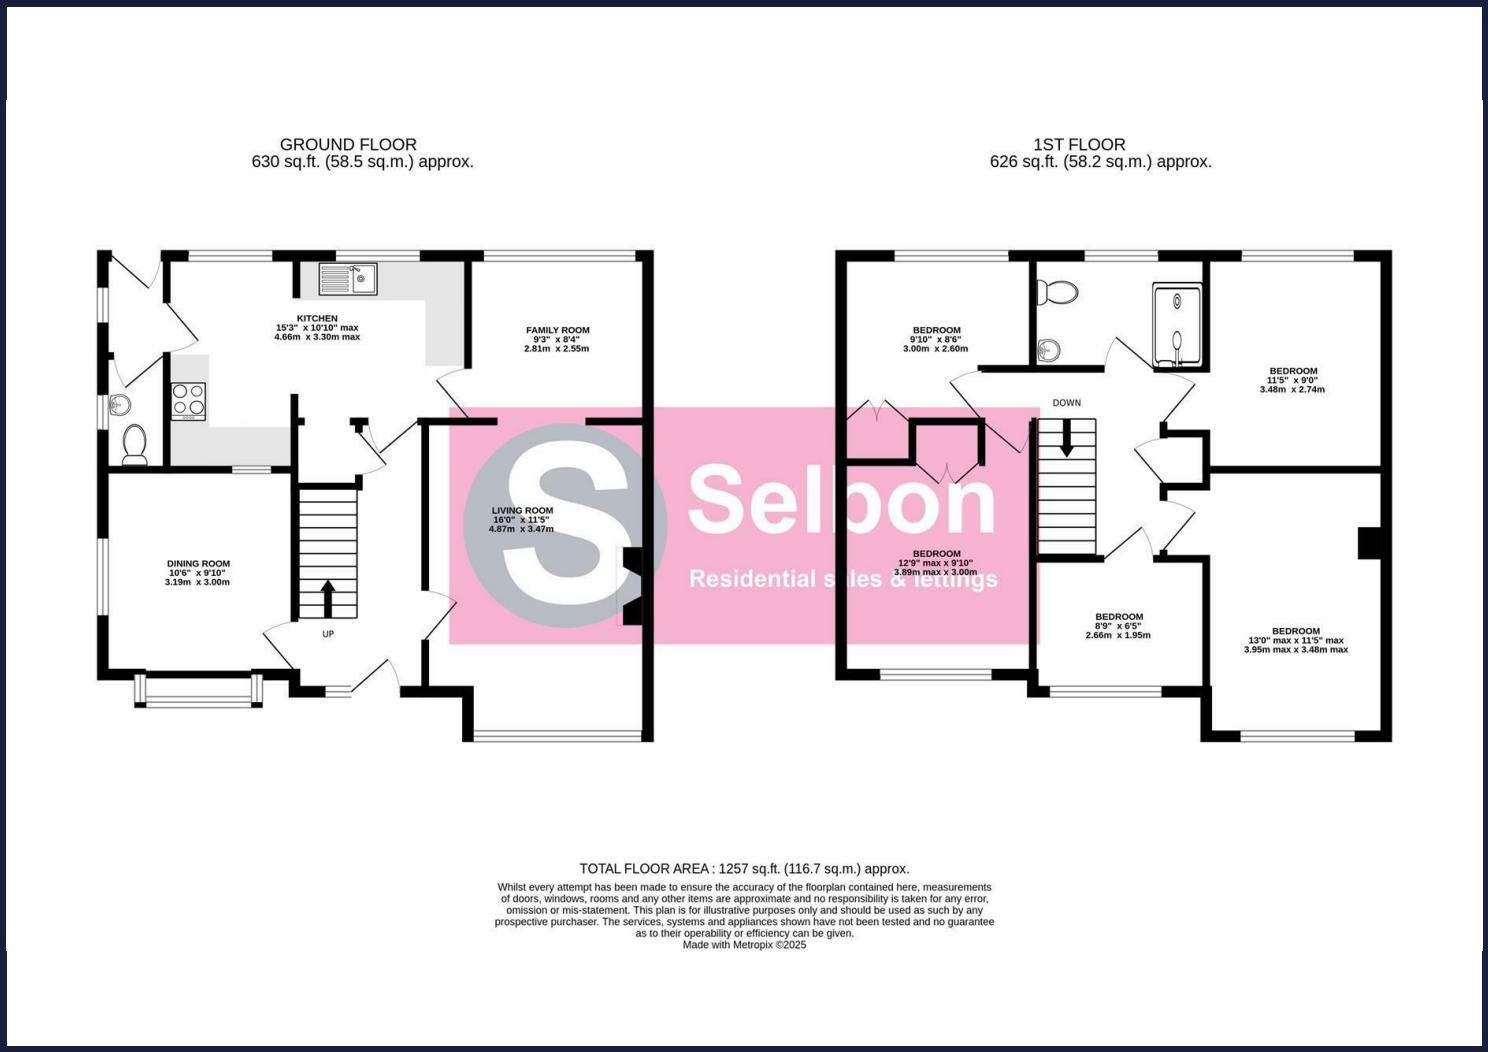 GROUND FLOOR
630 sq.ft. (58.5 sq.m.) approx.
1ST FLOOR
626 sq.ft. (58.2 sq.m.) approx.
KITCHEN
15'3" x 10'10" max
4.66m x 3.30m max
FAMILY ROOM
9'3" x 8'4"
2.81m x 2.55m
LIVING ROOM
16'0" x 11'5"
4.87m x 3.47m
DINING ROOM
10'6" x 9'10"
3.19m x 3.00m
UP
BEDROOM
9'10" x 8'6"
3.00m x 2.60m
BEDROOM
11'5" x 9'0"
3.48m x 2.74m
DOWN
BEDROOM
12'9" max x 9'10"
3.89m max x 3.00m
BEDROOM
8'9" x 6'5"
2.66m x 1.95m
BEDROOM
13'0" max x 11'5" max
3.95m max x 3.48m max
S
Selbon
Residential sales & lettings
TOTAL FLOOR AREA : 1257 sq.ft. (116.7 sq.m.) approx.
Whilst every attempt has been made to ensure the accuracy of the floorplan contained here, measurements
of doors, windows, rooms and any other items are approximate and no responsibility is taken for any error,
omission or mis-statement. This plan is for illustrative purposes only and should be used as such by any
prospective purchaser. The services, systems and appliances shown have not been tested and no guarantee
as to their operability or efficiency can be given.
Made with Metropix ©2025